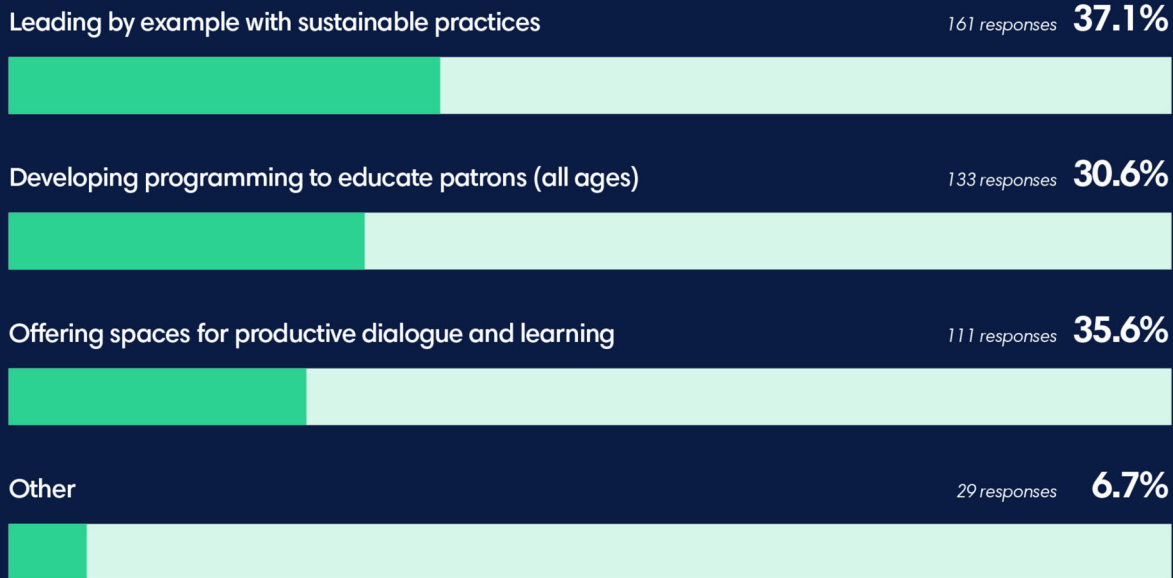 Leading by example with sustainable practices 161 responses 37.1%
Developing programming to educate patrons (all ages) 133 responses 30.6%
Offering spaces for productive dialogue and learning 111 responses 35.6%
Other 29 responses 6.7%